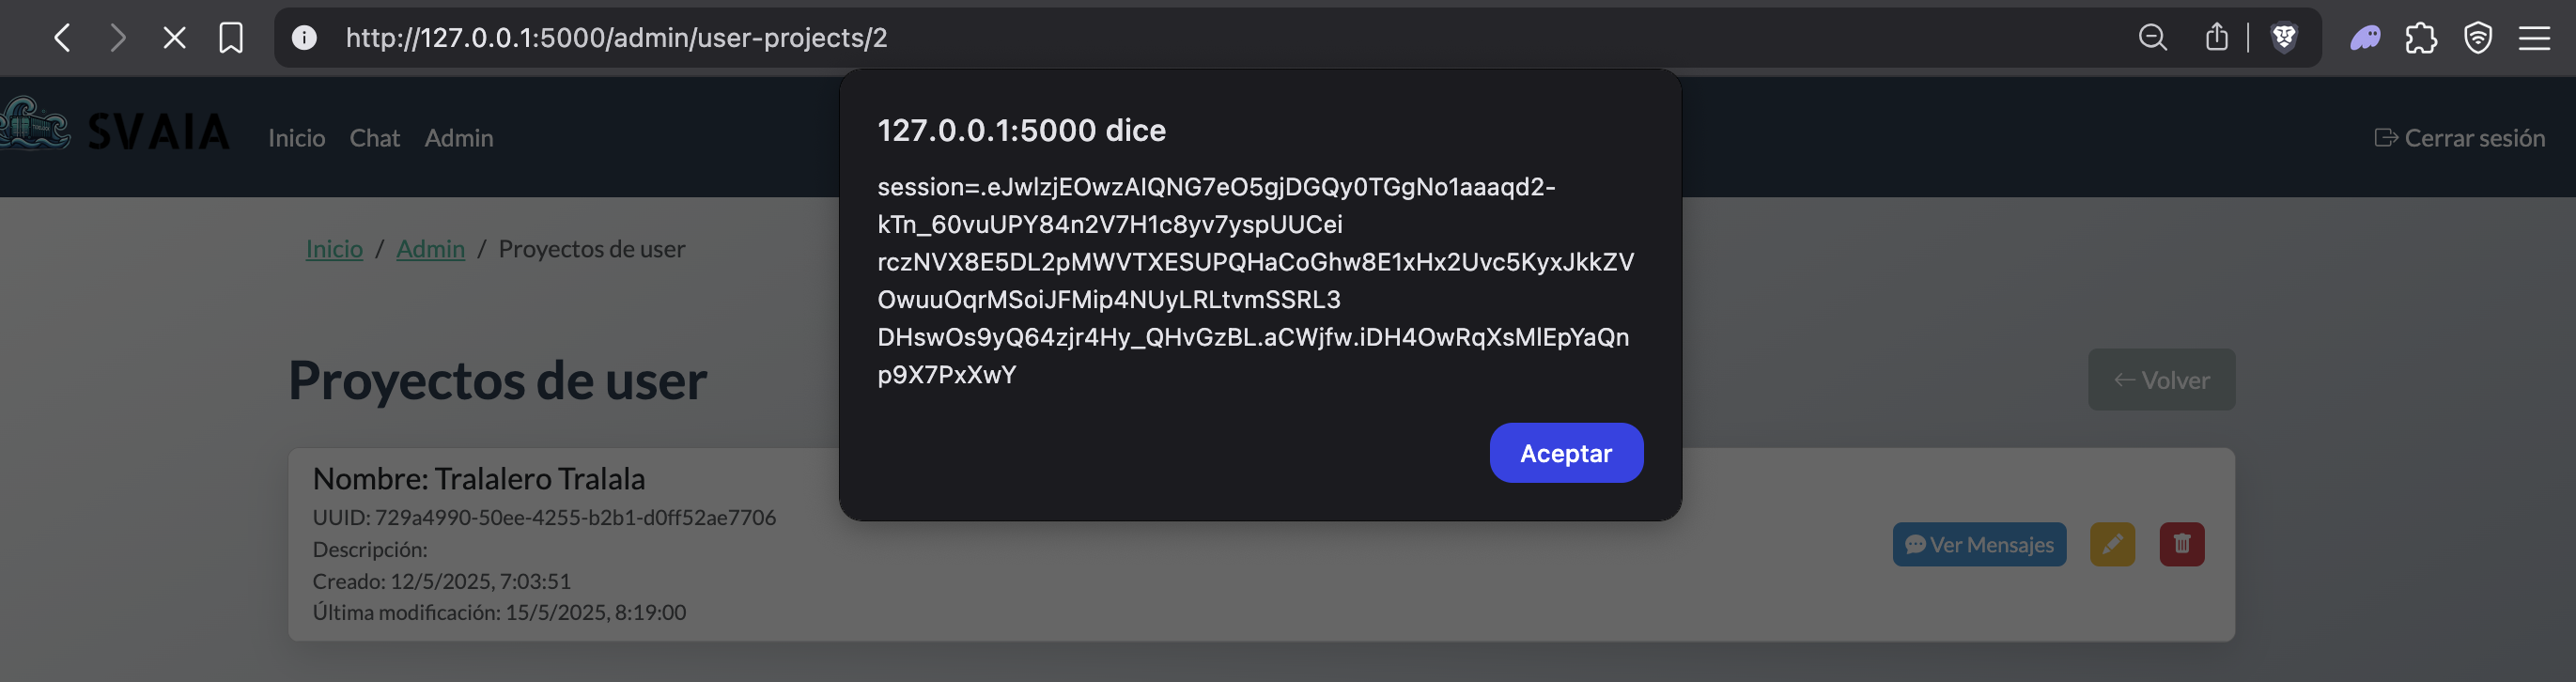 http://127.0.0.1:5000/admin/user-projects/2
127.0.0.1:5000 dice
session=.eJwlzjEOwzAIQNG7eO5gjDGQy0TGgNo1aaaqd2-
kTn_60vuUPY84n2V7H1c8yv7yspUUCei
rczNVX8E5DL2pMWVTXESUPQHaCoGhw8E1xHx2Uvc5KyxJkkZV
OwuuOqrMSoiJFMip4NUyLRLtvmSSRL3
DHswOs9yQ64zjr4Hy_QHvGzBL.aCWjfw.iDH4OwRqXsMlEpYaQn
p9X7PxXwY
Aceptar
SVAIA
Inicio Chat Admin
Cerrar sesión
Inicio / Admin / Proyectos de user
Proyectos de user
Volver
Nombre: Tralalero Tralala
UUID: 729a4990-50ee-4255-b2b1-d0ff52ae7706
Descripción:
Creado: 12/5/2025, 7:03:51
Última modificación: 15/5/2025, 8:19:00
Ver Mensajes